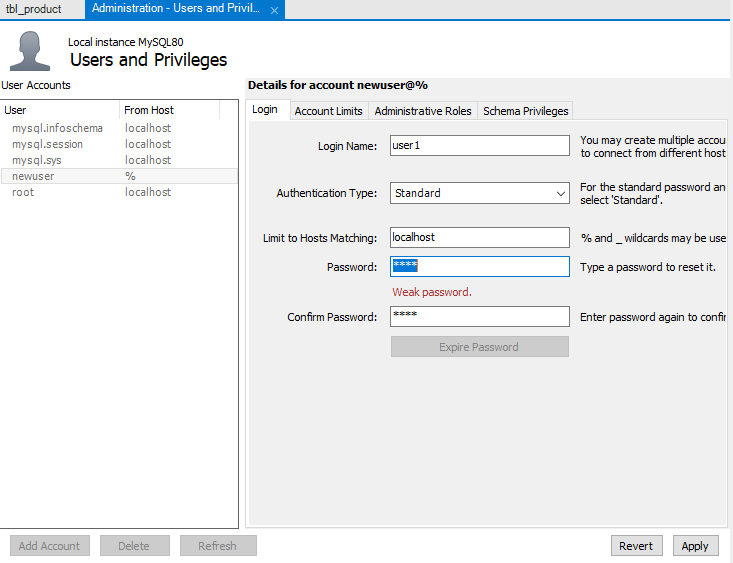 tbl_product
Administration - Users and Privil...
Local instance MySQL80
Users and Privileges
User Accounts
User From Host
mysql.infoschema localhost
mysql.session localhost
mysql.sys localhost
newuser %
root localhost
Details for account newuser@%
Login Account Limits Administrative Roles Schema Privileges
Login Name: user1 You may create multiple accou
to connect from different host
Authentication Type: Standard For the standard password an
select 'Standard'.
Limit to Hosts Matching: localhost % and _ wildcards may be use
Password: **** Type a password to reset it.
Weak password.
Confirm Password: **** Enter password again to confir
Expire Password
Add Account Delete Refresh Revert Apply